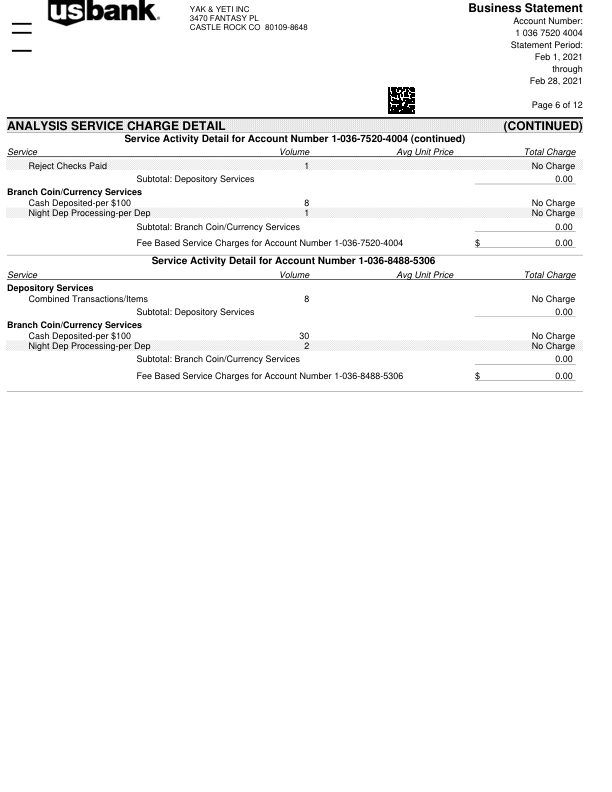 usbank.
YAK & YETI INC
3470 FANTASY PL
CASTLE ROCK CO  80109-8648
Business Statement
Account Number:
1 036 7520 4004
Statement Period:
Feb 1, 2021
through
Feb 28, 2021
Page 6 of 12
ANALYSIS SERVICE CHARGE DETAIL (CONTINUED)
Service Activity Detail for Account Number 1-036-7520-4004 (continued)
Service Volume Avg Unit Price Total Charge
Reject Checks Paid 1 No Charge
Subtotal: Depository Services 0.00
Branch Coin/Currency Services
Cash Deposited-per $100 8 No Charge
Night Dep Processing-per Dep 1 No Charge
Subtotal: Branch Coin/Currency Services 0.00
Fee Based Service Charges for Account Number 1-036-7520-4004 $ 0.00
Service Activity Detail for Account Number 1-036-8488-5306
Service Volume Avg Unit Price Total Charge
Depository Services
Combined Transactions/Items 8 No Charge
Subtotal: Depository Services 0.00
Branch Coin/Currency Services
Cash Deposited-per $100 30 No Charge
Night Dep Processing-per Dep 2 No Charge
Subtotal: Branch Coin/Currency Services 0.00
Fee Based Service Charges for Account Number 1-036-8488-5306 $ 0.00